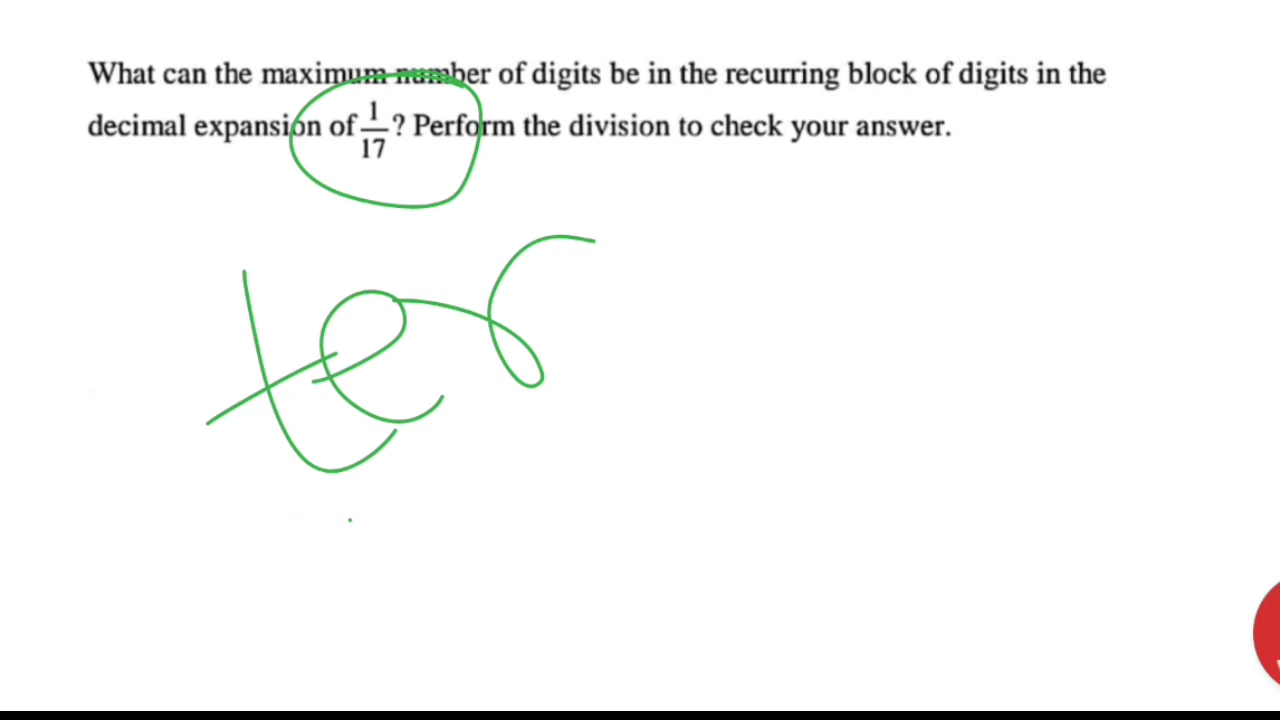 What can the maximum number of digits be in the recurring block of digits in the
decimal expansion of 1/17? Perform the division to check your answer.